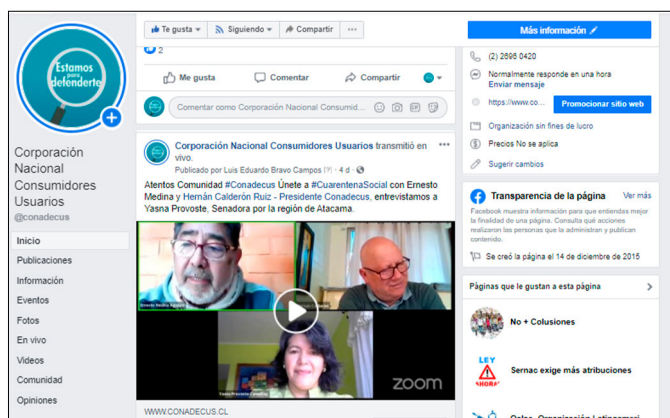 Estamos
para
defenderte
Corporación
Nacional
Consumidores
Usuarios
@conadecus
Inicio
Publicaciones
Información
Eventos
Fotos
En vivo
Videos
Comunidad
Opiniones
Te gusta
Siguiendo
Compartir
2
Me gusta
Comentar
Compartir
Comentar como Corporación Nacional Consumid...
Corporación Nacional Consumidores Usuarios transmitió en
vivo.
Publicado por Luis Eduardo Bravo Campos [?] · 4 d ·
Atentos Comunidad #Conadecus Únete a #CuarentenaSocial con Ernesto
Medina y Hernán Calderón Ruiz - Presidente Conadecus, entrevistamos a
Yasna Provoste, Senadora por la región de Atacama.
zoom
WWW.CONADECUS.CL
Más información
(2) 2696 0420
Normalmente responde en una hora
Enviar mensaje
https://www.co...
Promocionar sitio web
Organización sin fines de lucro
Precios No se aplica
Sugerir cambios
Transparencia de la página
Ver más
Facebook muestra información para que entiendas mejor
la finalidad de una página. Consulta qué acciones
realizaron las personas que la administran y publican
contenido.
Se creó la página el 14 de diciembre de 2015
Páginas que le gustan a esta página
No + Colusiones
LEY
AHORA
Sernac exige más atribuciones